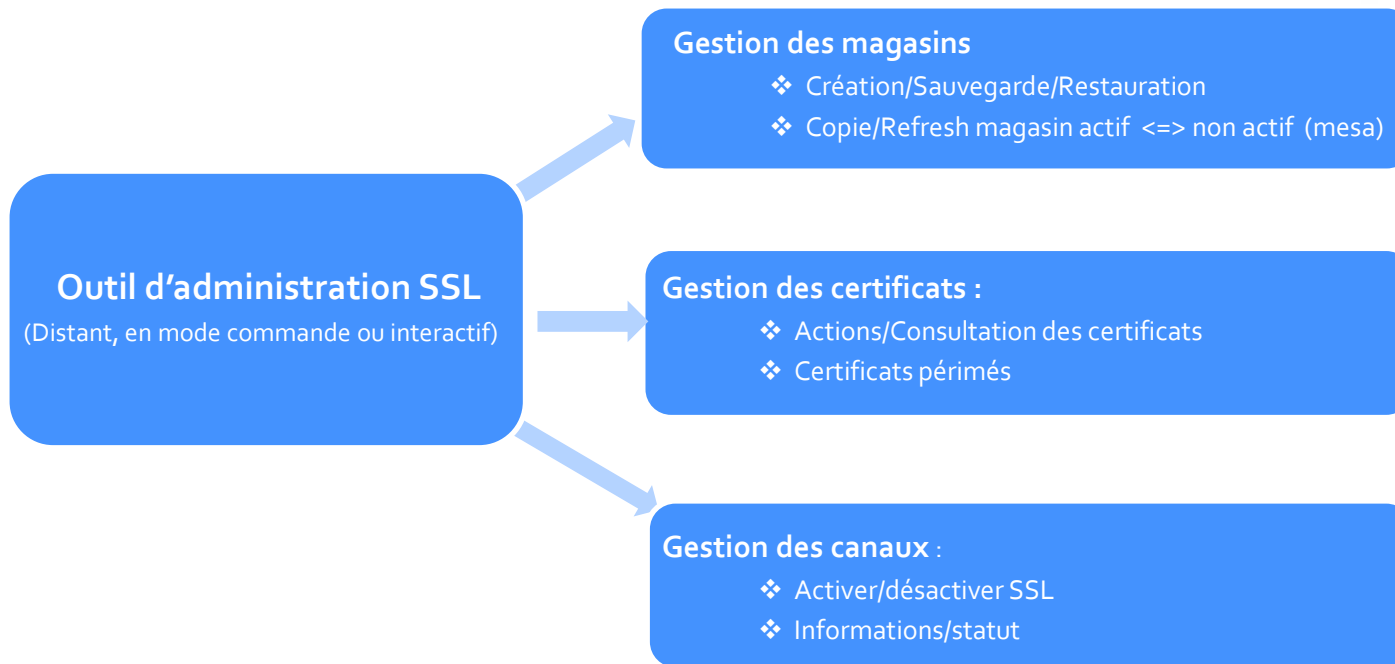 Gestion des magasins
❖ Création/Sauvegarde/Restauration
❖ Copie/Refresh magasin actif <=> non actif (mesa)
Outil d’administration SSL
(Distant, en mode commande ou interactif)
Gestion des certificats :
❖ Actions/Consultation des certificats
❖ Certificats périmés
Gestion des canaux :
❖ Activer/désactiver SSL
❖ Informations/statut